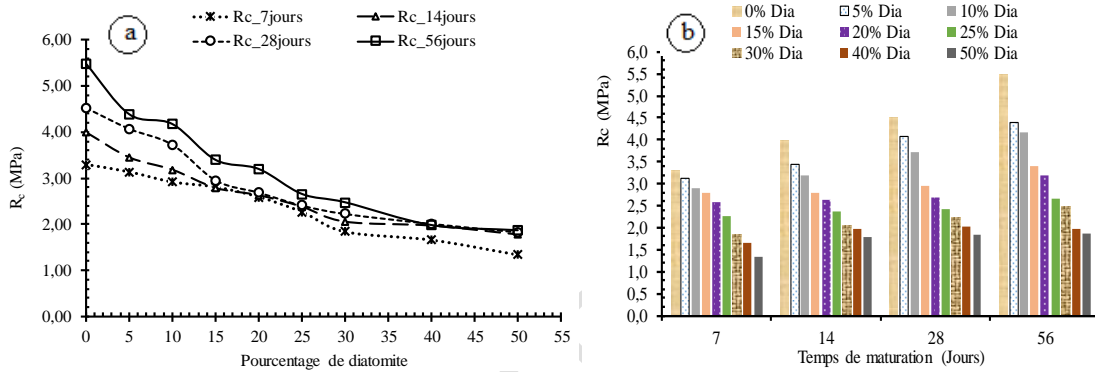 a
Rc_7jours
Rc_14jours
Rc_28jours
Rc_56jours
6,00
5,00
4,00
3,00
2,00
1,00
0,00
R_c (MPa)
0 5 10 15 20 25 30 35 40 45 50 55
Pourcentage de diatomite
b
0% Dia 5% Dia 10% Dia
15% Dia 20% Dia 25% Dia
30% Dia 40% Dia 50% Dia
6,0
5,5
5,0
4,5
4,0
3,5
3,0
2,5
2,0
1,5
1,0
0,5
0,0
Rc (MPa)
7 14 28 56
Temps de maturation (Jours)